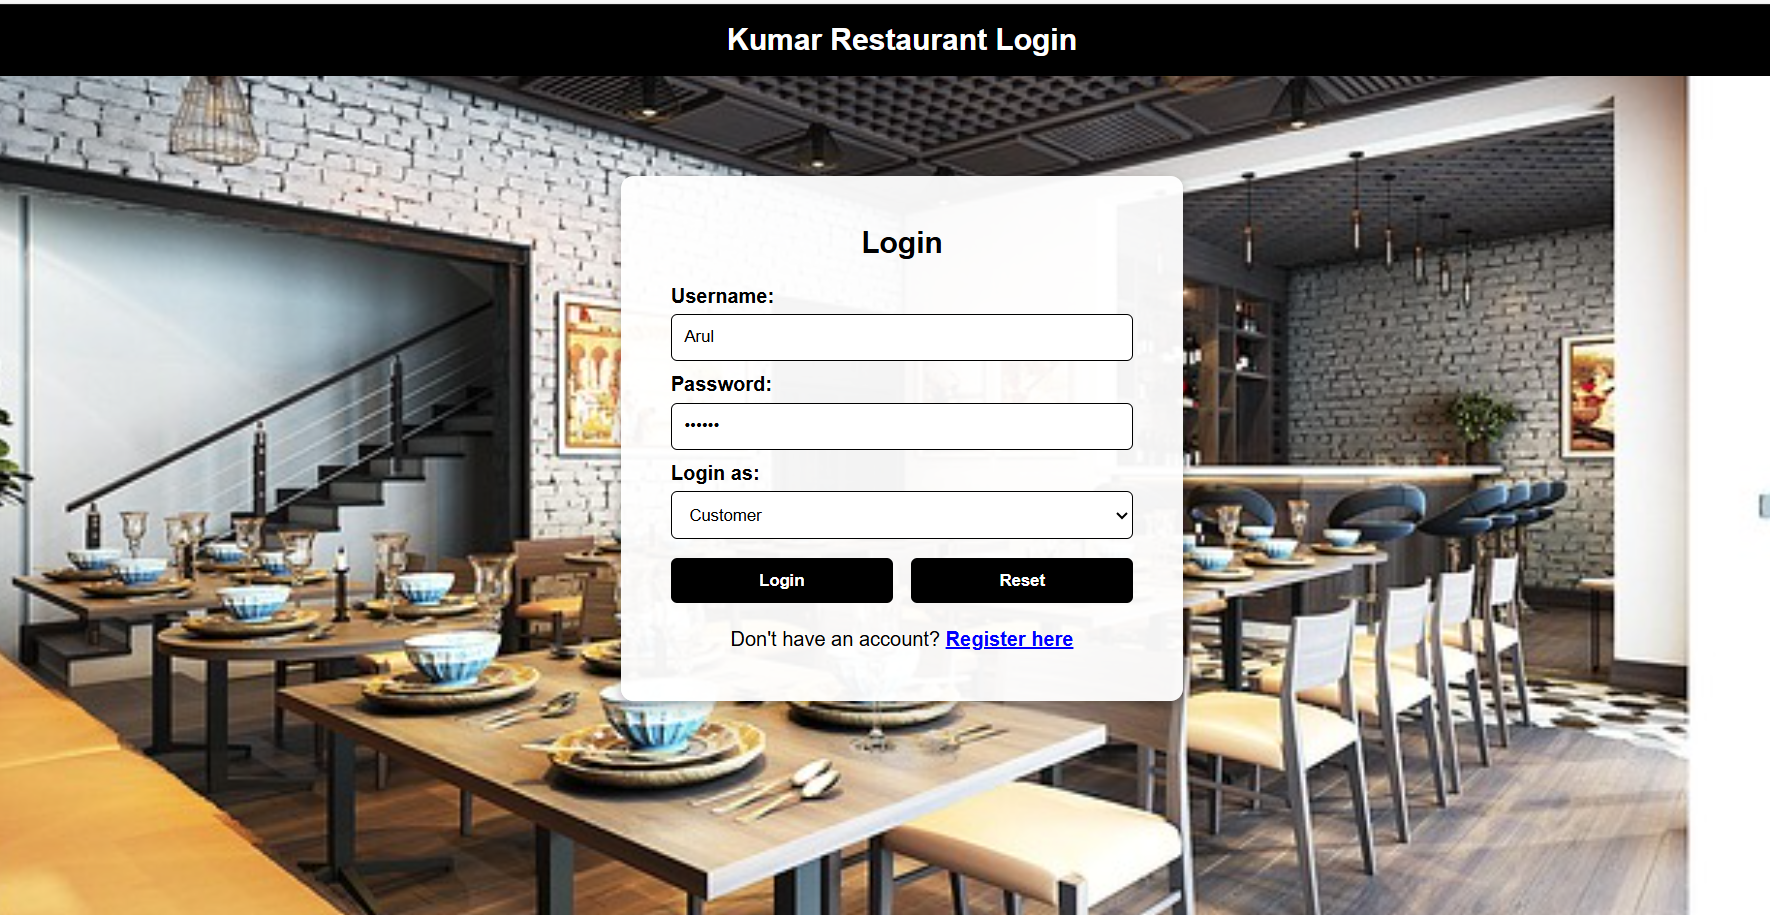 Kumar Restaurant Login
Login
Username:
Arul
Password:
••••••
Login as:
Customer
Login Reset
Don't have an account? Register here